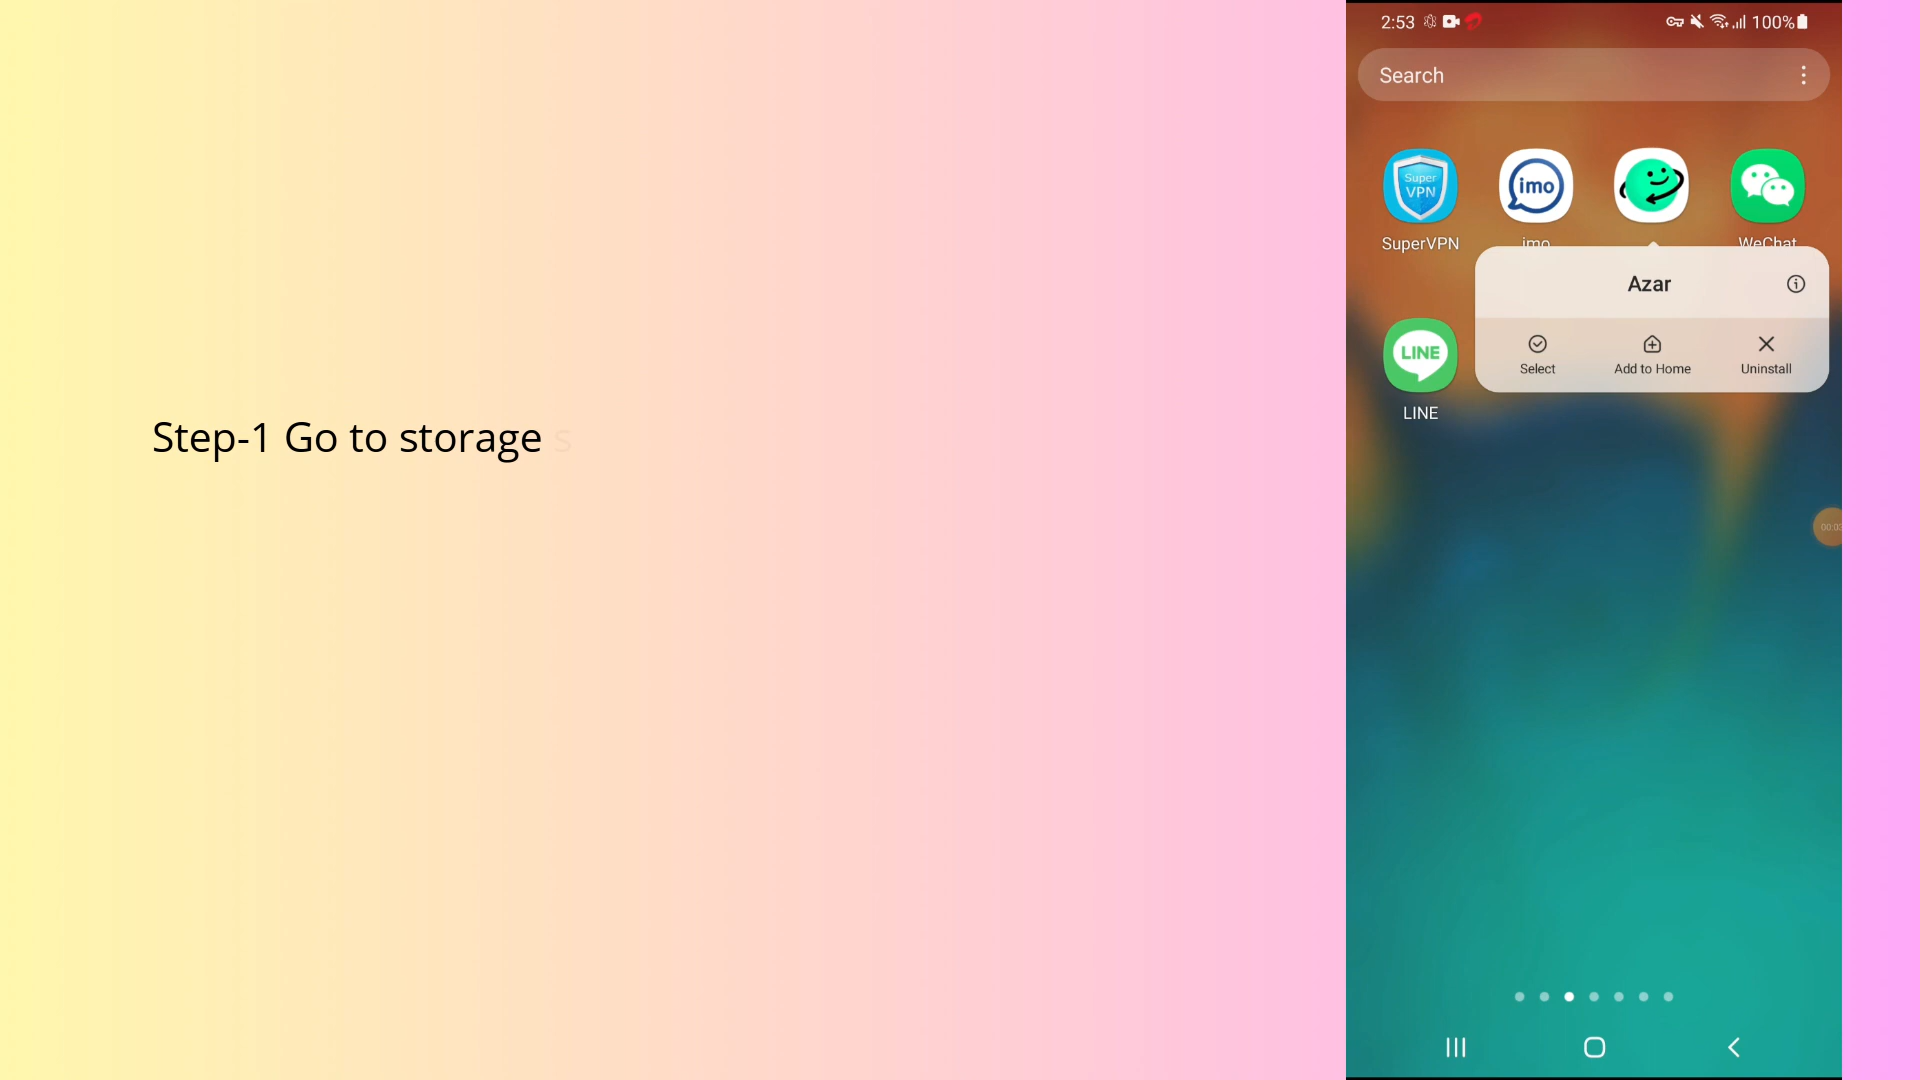 2:53
100%
Search
Super
VPN
imo
SuperVPN
imo
WeChat
Azar
Select
Add to Home
Uninstall
LINE
LINE
Step-1 Go to storage s